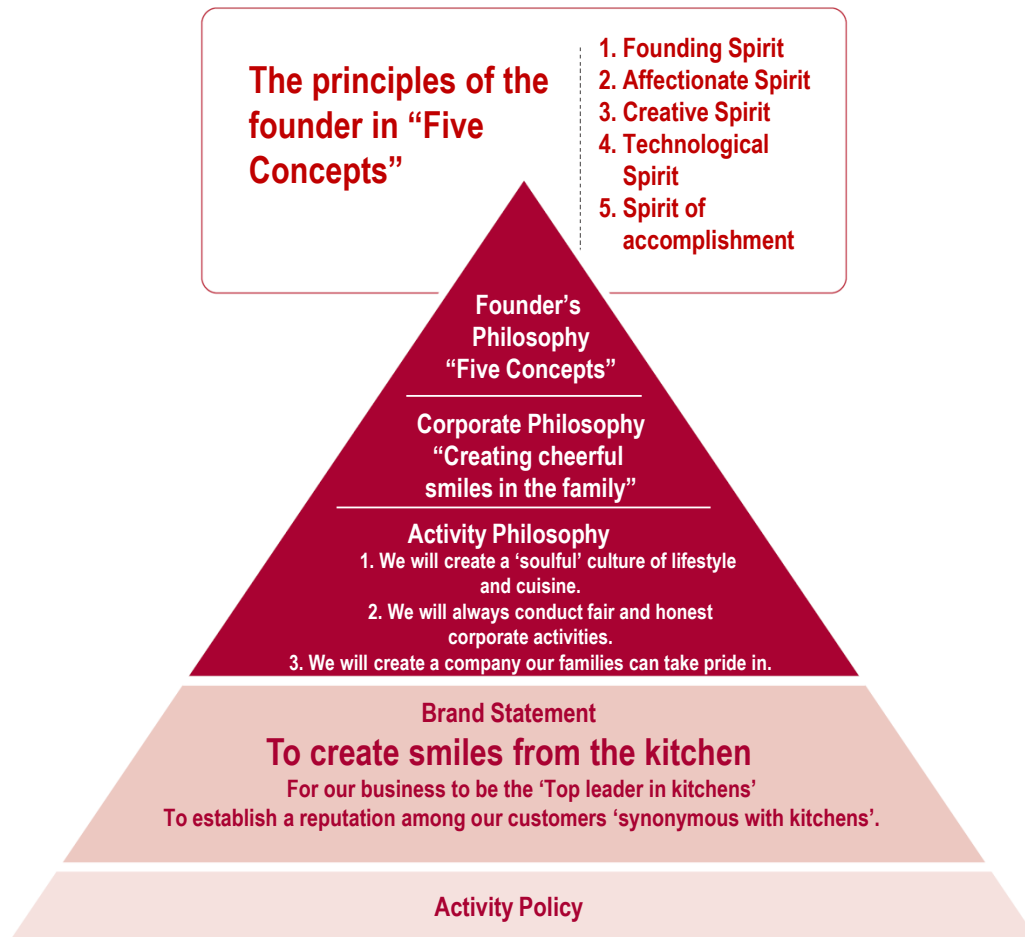 The principles of the
founder in “Five
Concepts”
1. Founding Spirit
2. Affectionate Spirit
3. Creative Spirit
4. Technological
Spirit
5. Spirit of
accomplishment
Founder’s
Philosophy
“Five Concepts”
Corporate Philosophy
“Creating cheerful
smiles in the family”
Activity Philosophy
1. We will create a ‘soulful’ culture of lifestyle
and cuisine.
2. We will always conduct fair and honest
corporate activities.
3. We will create a company our families can take pride in.
Brand Statement
To create smiles from the kitchen
For our business to be the ‘Top leader in kitchens’
To establish a reputation among our customers ‘synonymous with kitchens’.
Activity Policy